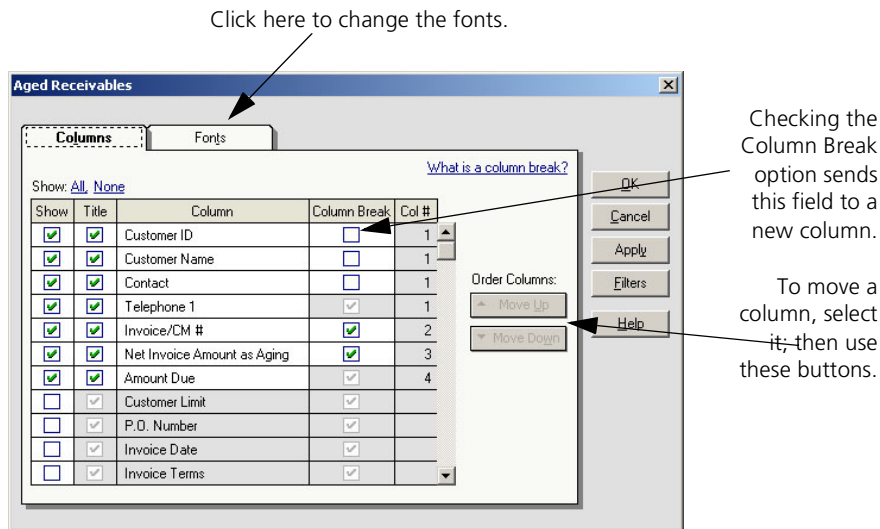 Click here to change the fonts.
Aged Receivables
Columns Fonts
What is a column break?
Show: All, None
Show Title Column Column Break Col #
Customer ID 1
Customer Name 1
Contact 1
Telephone 1 1
Invoice/CM # 2
Net Invoice Amount as Aging 3
Amount Due 4
Customer Limit
P.O. Number
Invoice Date
Invoice Terms
Order Columns:
Move Up
Move Down
OK
Cancel
Apply
Filters
Help
Checking the
Column Break
option sends
this field to a
new column.
To move a
column, select
it; then use
these buttons.